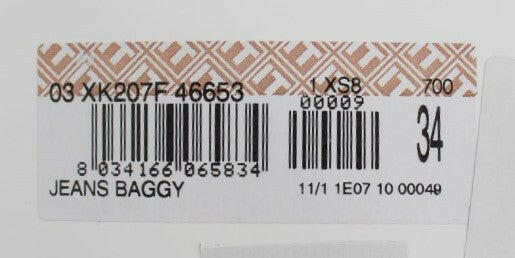 03 XK207F 46653 1 XS8 700
00009
34
8 034166 065834
JEANS BAGGY 11/1 1E07 10 00049